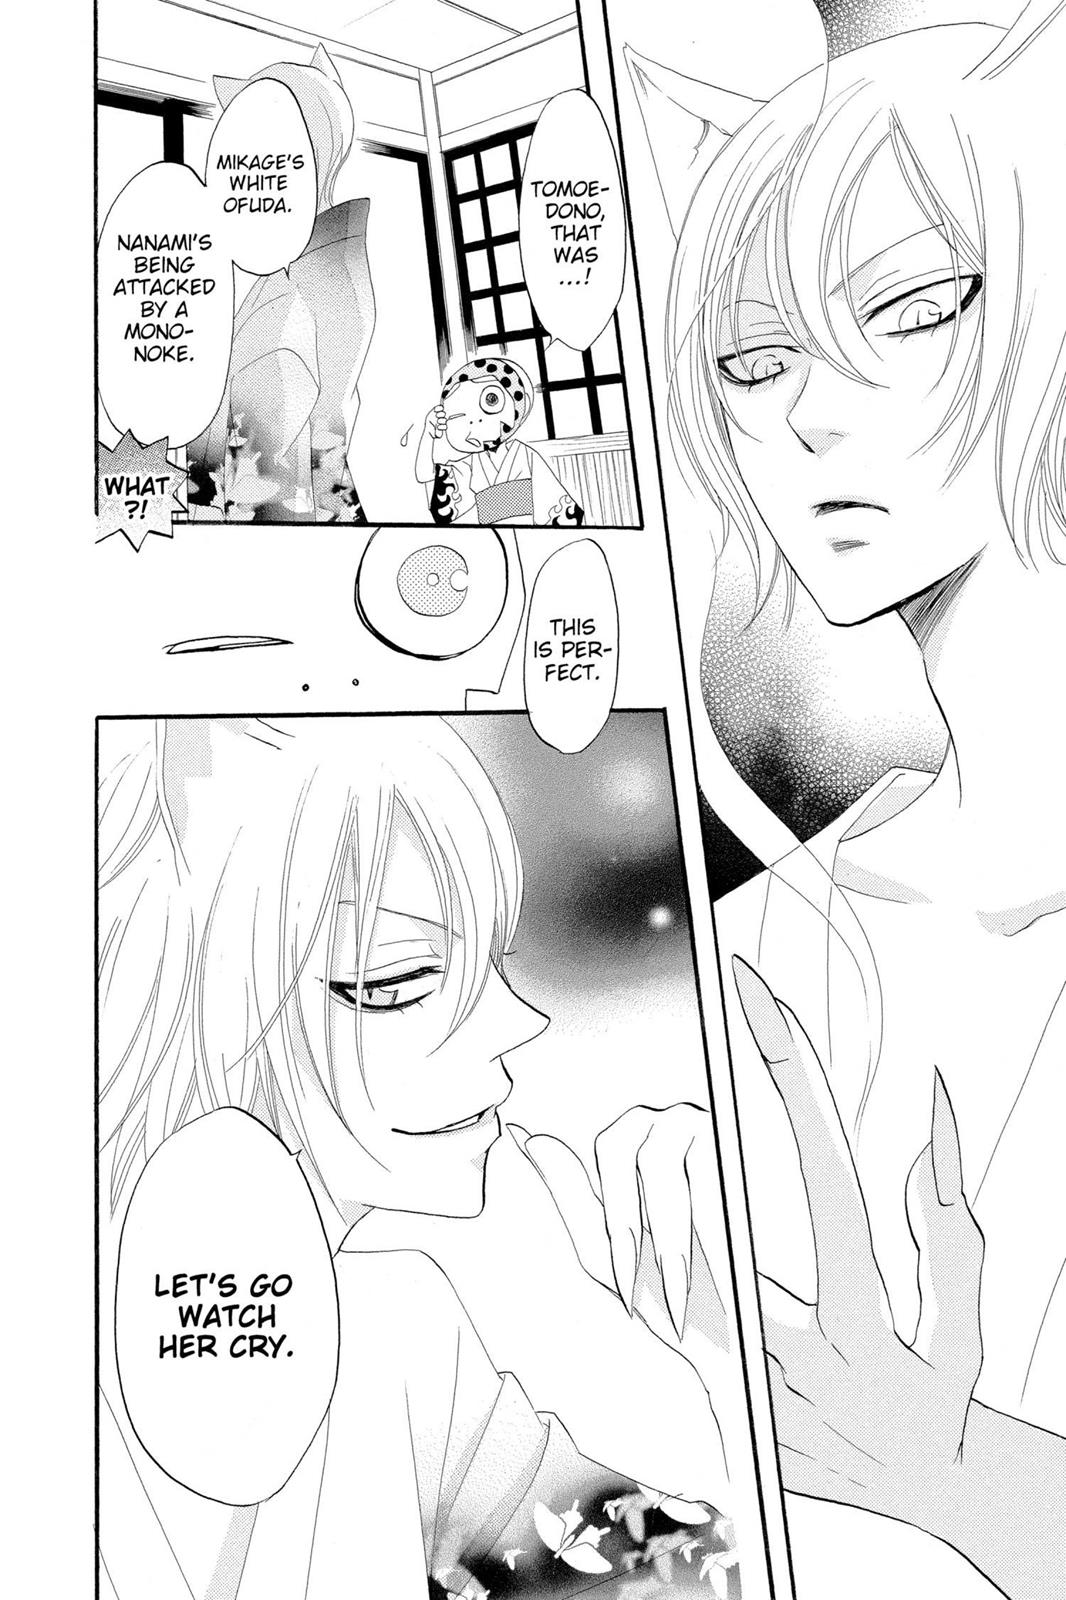 TOMOE-
DONO,
THAT
WAS
...!
MIKAGE'S
WHITE
OFUDA.
NANAMI'S
BEING
ATTACKED
BY A
MONO-
NOKE.
WHAT
?!
THIS
IS PER-
FECT.
LET'S GO
WATCH
HER CRY.